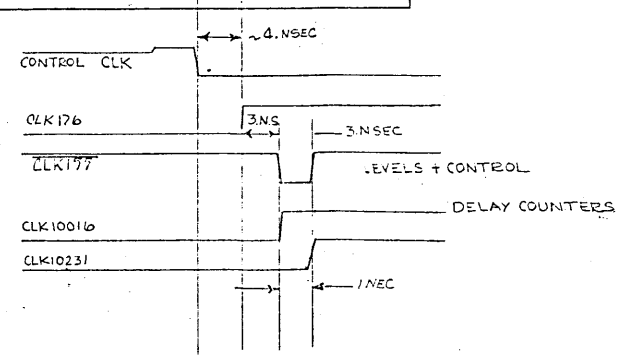 ~4. NSEC
CONTROL CLK
CLK176
3.N.S
3.NSEC
CLK177
.EVELS + CONTROL
DELAY COUNTERS
CLK10016
CLK10231
1NEC